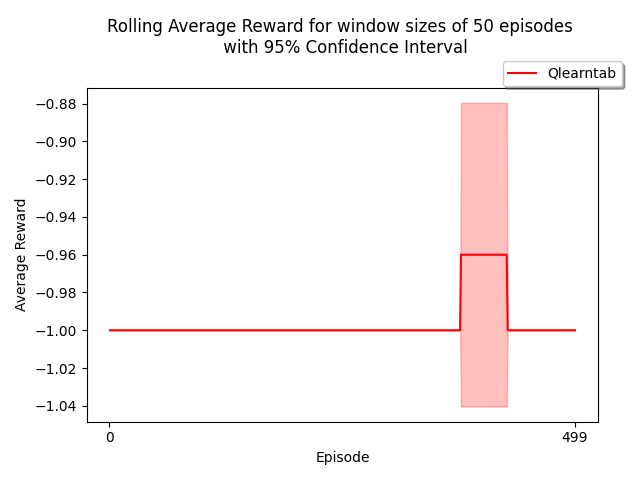 Rolling Average Reward for window sizes of 50 episodes
with 95% Confidence Interval
Qlearntab
−0.88
−0.90
−0.92
−0.94
−0.96
−0.98
−1.00
−1.02
−1.04
Average Reward
0
499
Episode